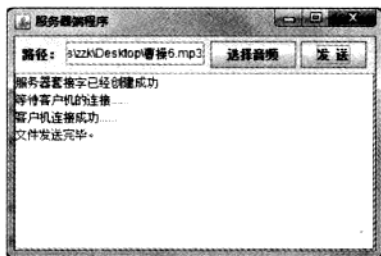 服务器端程序
路径： s\zzk\Desktop\曹操6.mp3 选择音频 发 送
服务器套接字已经创建成功
等待客户机的连接......
客户机连接成功......
文件发送完毕。